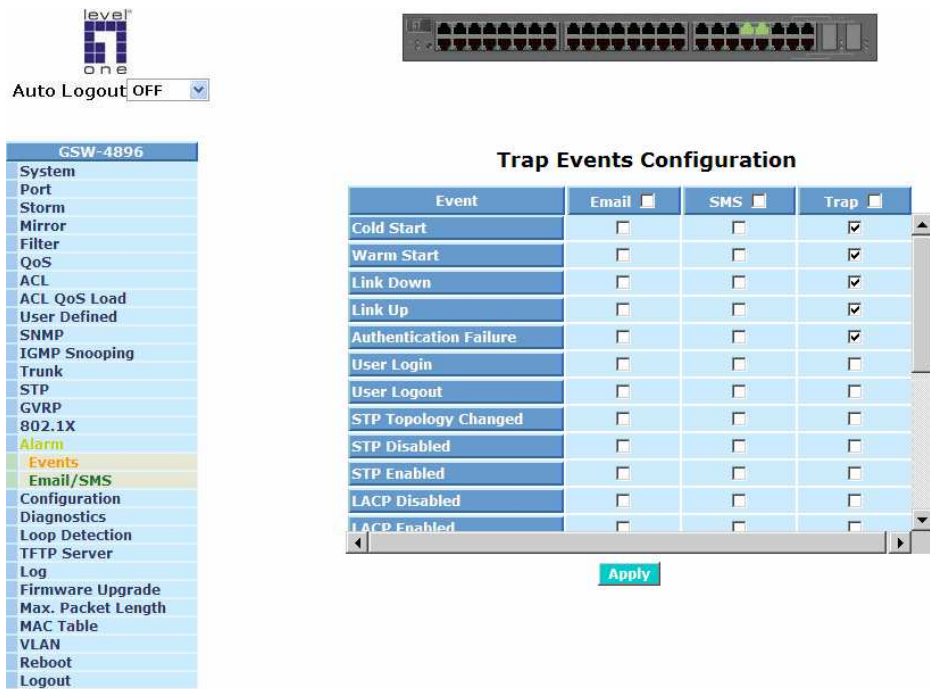 level
one
Auto Logout OFF
GSW-4896
System
Port
Storm
Mirror
Filter
QoS
ACL
ACL QoS Load
User Defined
SNMP
IGMP Snooping
Trunk
STP
GVRP
802.1X
Alarm
Events
Email/SMS
Configuration
Diagnostics
Loop Detection
TFTP Server
Log
Firmware Upgrade
Max. Packet Length
MAC Table
VLAN
Reboot
Logout
Trap Events Configuration
Event Email SMS Trap
Cold Start
Warm Start
Link Down
Link Up
Authentication Failure
User Login
User Logout
STP Topology Changed
STP Disabled
STP Enabled
LACP Disabled
LACP Enabled
Apply